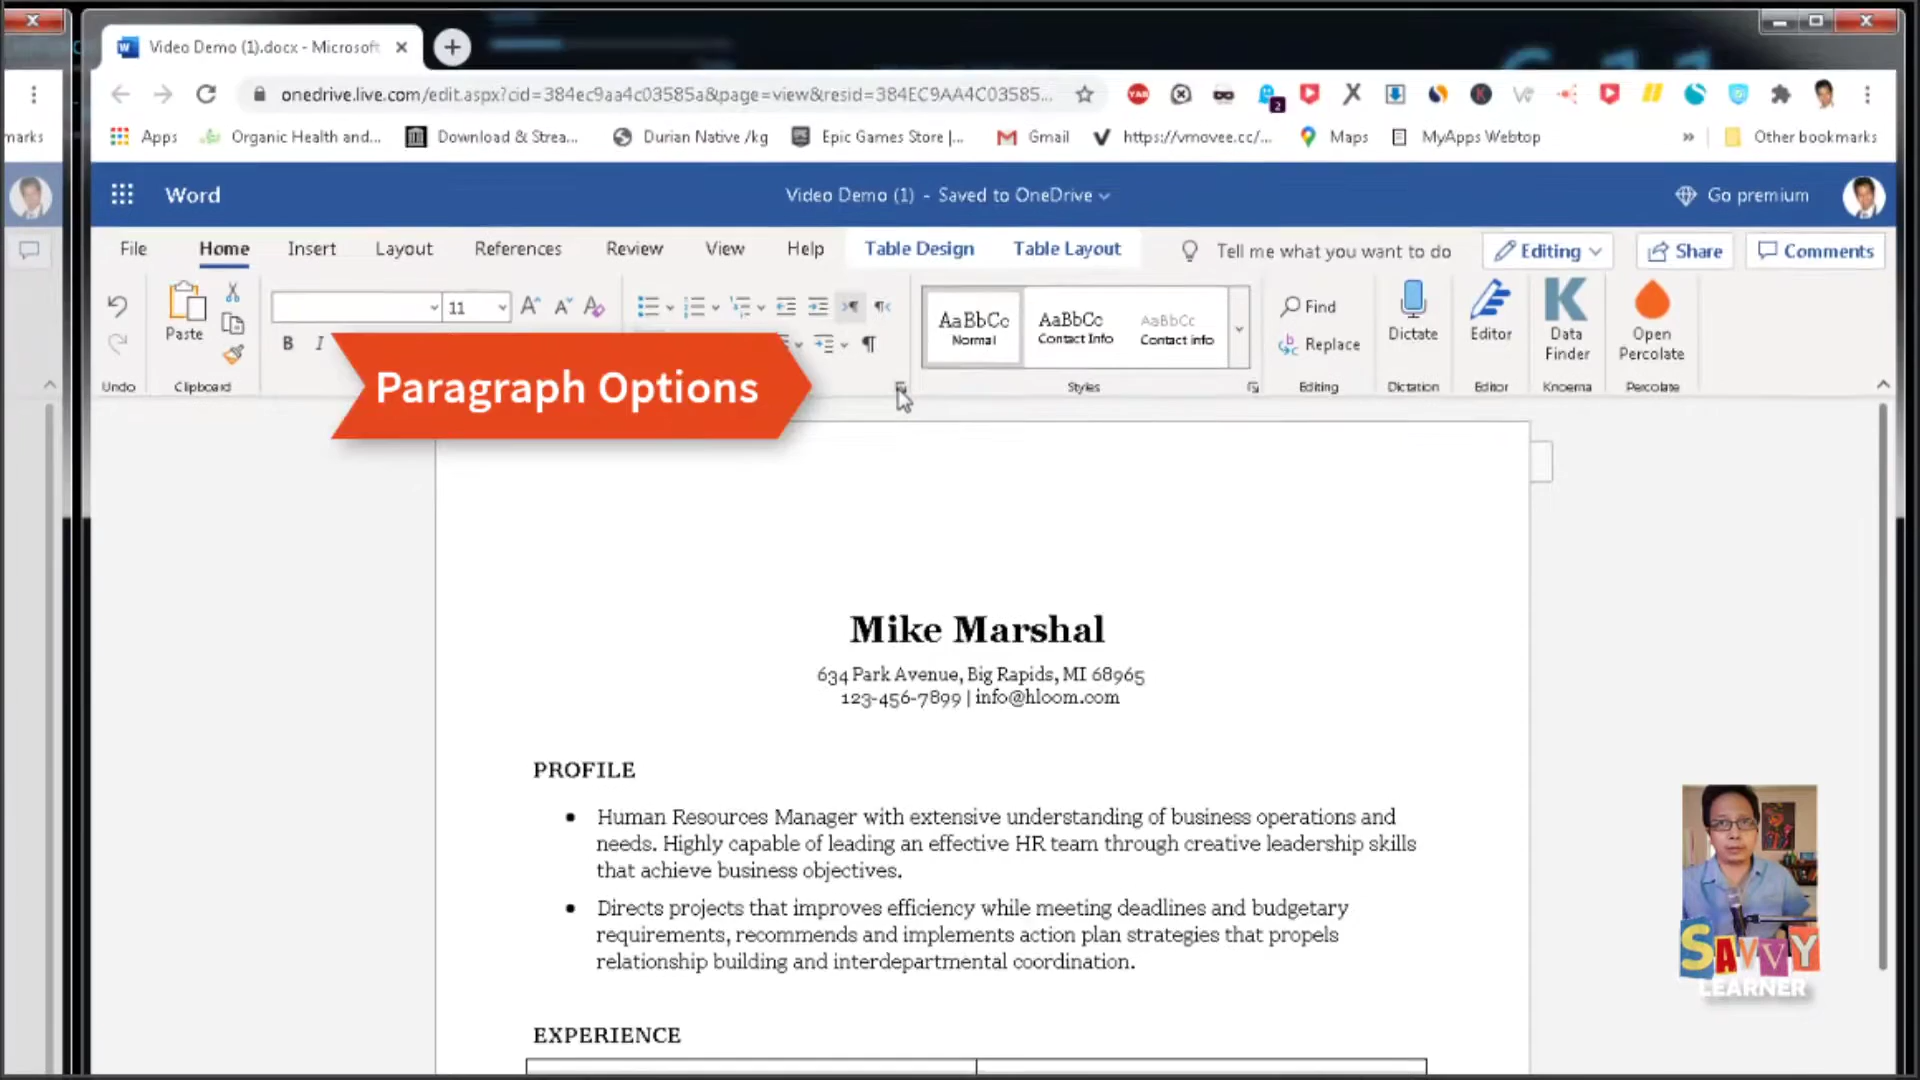 Video Demo (1).docx - Microsoft
onedrive.live.com/edit.aspx?cid=384ec9aa4c03585a&page=view&resid=384EC9AA4C03585...
2
marks
Apps
Organic Health and...
Download & Strea...
Durian Native /kg
Epic Games Store |...
Gmail
https://vmovee.cc/...
Maps
MyApps Webtop
Other bookmarks
Word
Video Demo (1) - Saved to OneDrive
Go premium
File
Home
Insert
Layout
References
Review
View
Help
Table Design
Table Layout
Tell me what you want to do
Editing
Share
Comments
11
Paste
B
I
AaBbCc
Normal
AaBbCc
Contact Info
AaBbCc
Contact info
Find
Replace
Dictate
Editor
Data
Finder
Open
Percolate
Undo
Clipboard
Styles
Editing
Dictation
Editor
Knoema
Percolate
Paragraph Options
Mike Marshal
634 Park Avenue, Big Rapids, MI 68965
123-456-7899 | info@hloom.com
PROFILE
• Human Resources Manager with extensive understanding of business operations and
needs. Highly capable of leading an effective HR team through creative leadership skills
that achieve business objectives.
• Directs projects that improves efficiency while meeting deadlines and budgetary
requirements, recommends and implements action plan strategies that propels
relationship building and interdepartmental coordination.
EXPERIENCE
SAVVY
LEARNER